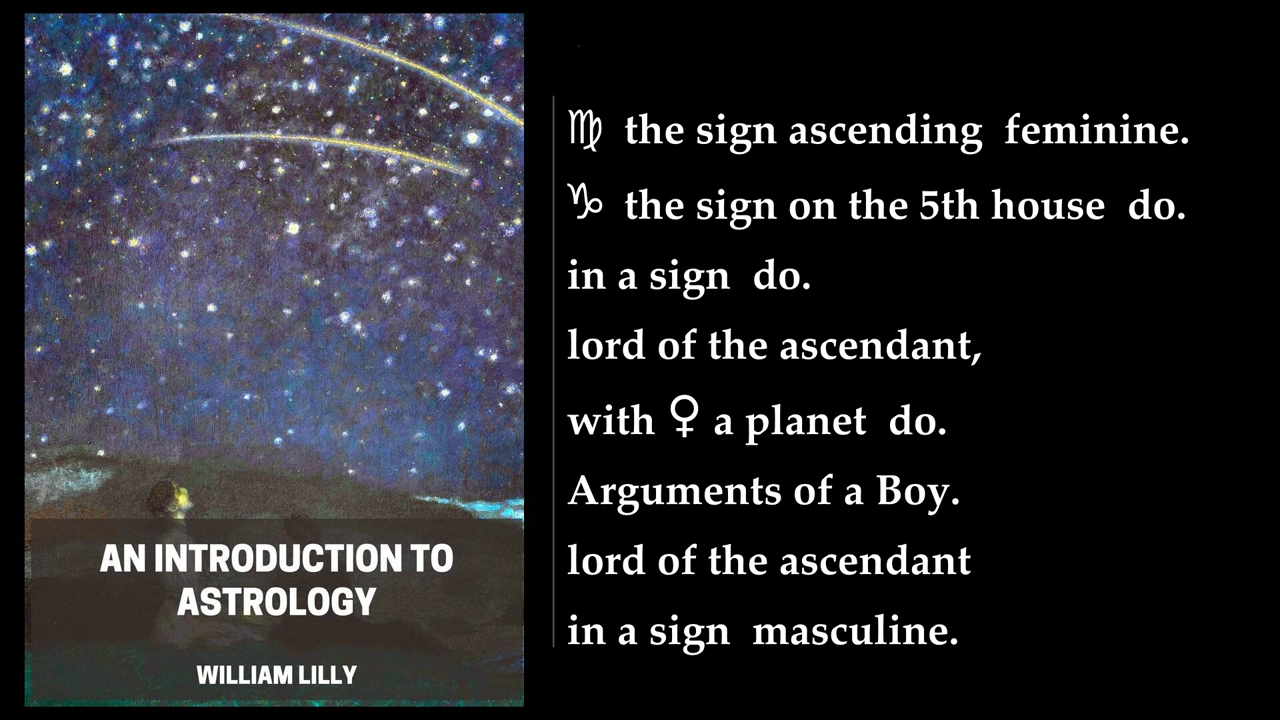 AN INTRODUCTION TO
ASTROLOGY
WILLIAM LILLY
♍ the sign ascending feminine.
♑ the sign on the 5th house do.
in a sign do.
lord of the ascendant,
with ♀ a planet do.
Arguments of a Boy.
lord of the ascendant
in a sign masculine.